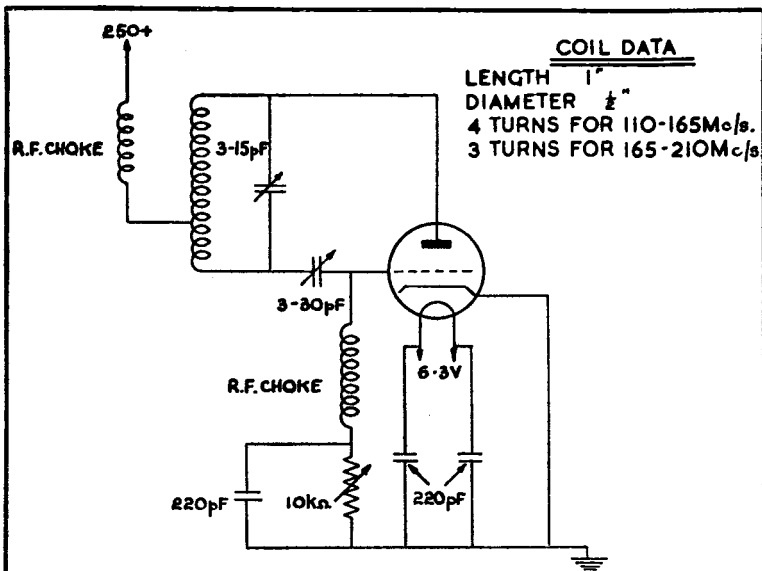 250+
COIL DATA
LENGTH 1"
DIAMETER ½"
4 TURNS FOR 110-165Mc/s.
3 TURNS FOR 165-210Mc/s
R.F. CHOKE
3-15pF
3-30pF
R.F. CHOKE
6·3V
220pF
10kΩ
220pF